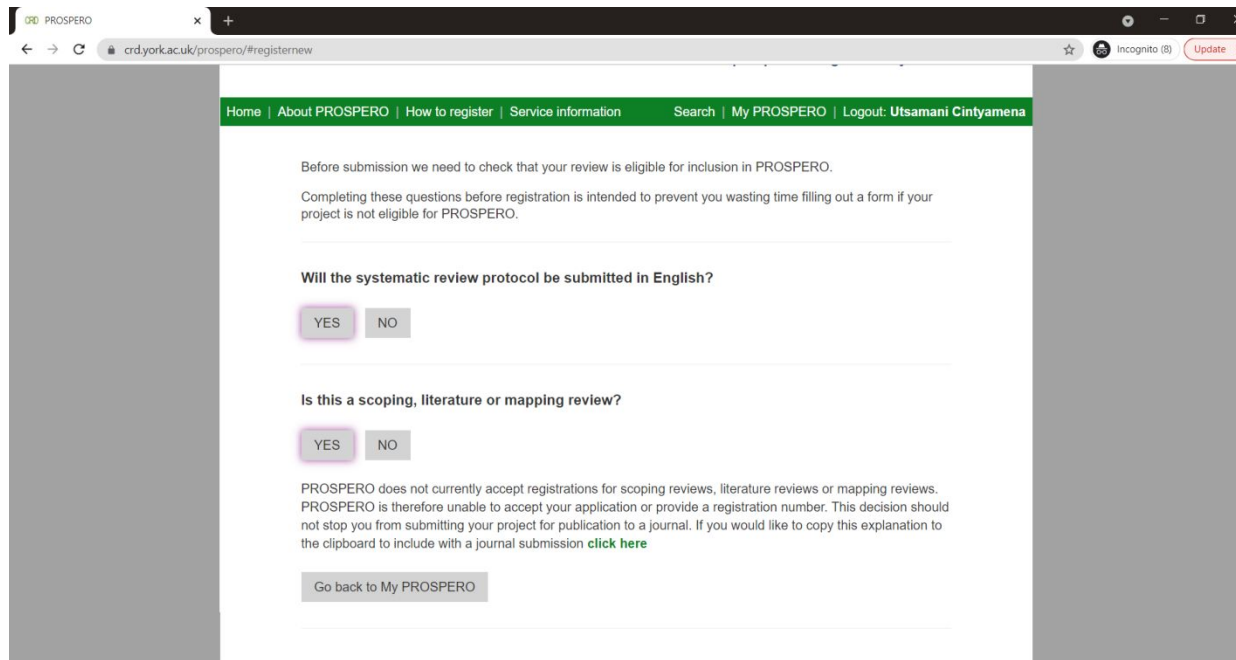 CRD PROSPERO
crd.york.ac.uk/prospero/#registernew
Incognito (8)
Update
Home | About PROSPERO | How to register | Service information
Search | My PROSPERO | Logout: Utsamani Cintyamena
Before submission we need to check that your review is eligible for inclusion in PROSPERO.
Completing these questions before registration is intended to prevent you wasting time filling out a form if your
project is not eligible for PROSPERO.
Will the systematic review protocol be submitted in English?
YES NO
Is this a scoping, literature or mapping review?
YES NO
PROSPERO does not currently accept registrations for scoping reviews, literature reviews or mapping reviews.
PROSPERO is therefore unable to accept your application or provide a registration number. This decision should
not stop you from submitting your project for publication to a journal. If you would like to copy this explanation to
the clipboard to include with a journal submission click here
Go back to My PROSPERO